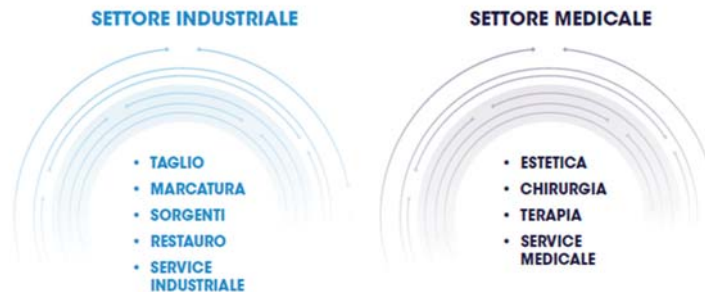 SETTORE INDUSTRIALE
• TAGLIO
• MARCATURA
• SORGENTI
• RESTAURO
• SERVICE
INDUSTRIALE
SETTORE MEDICALE
• ESTETICA
• CHIRURGIA
• TERAPIA
• SERVICE
MEDICALE